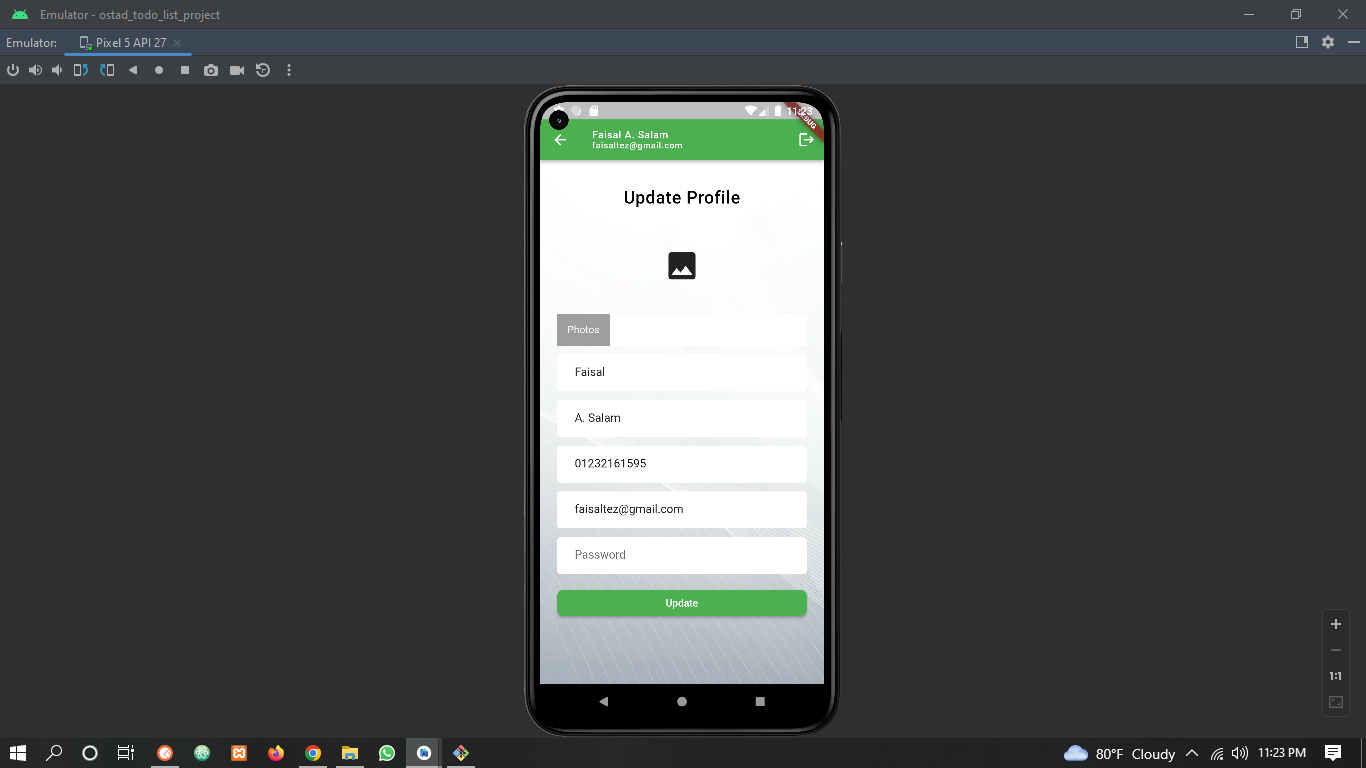 Emulator - ostad_todo_list_project
Emulator:
Pixel 5 API 27
11:23
DEBUG
Faisal A. Salam
faisaltez@gmail.com
Update Profile
Photos
Faisal
A. Salam
01232161595
faisaltez@gmail.com
Password
Update
1:1
80°F Cloudy
11:23 PM